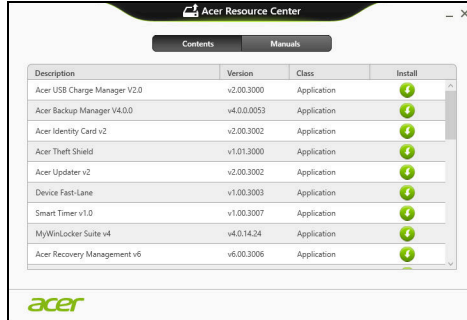 Acer Resource Center
Contents Manuals
Description Version Class Install
Acer USB Charge Manager V2.0 v2.00.3000 Application
Acer Backup Manager V4.0.0 v4.0.0.0053 Application
Acer Identity Card v2 v2.00.3002 Application
Acer Theft Shield v1.01.3000 Application
Acer Updater v2 v2.00.3002 Application
Device Fast-Lane v1.00.3003 Application
Smart Timer v1.0 v1.00.3007 Application
MyWinLocker Suite v4 v4.0.14.24 Application
Acer Recovery Management v6 v6.00.3006 Application
acer